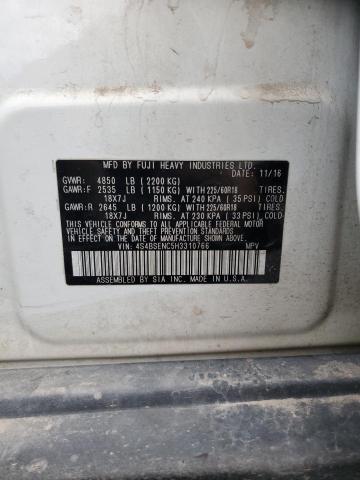 MFD BY FUJI HEAVY INDUSTRIES LTD.
DATE: 11/16
GVWR: 4850 LB (2200 KG)
GAWR:F 2535 LB (1150 KG) WITH 225/60R18 TIRES,
18X7J RIMS, AT 240 KPA (35 PSI) COLD
GAWR:R 2645 LB (1200 KG) WITH 225/60R18 TIRES,
18X7J RIMS, AT 230 KPA (33 PSI) COLD
THIS VEHICLE CONFORMS TO ALL APPLICABLE FEDERAL MOTOR
VEHICLE SAFETY AND THEFT PREVENTION STANDARDS IN EFFECT
ON THE DATE OF MANUFACTURE SHOWN ABOVE.
VIN: 4S4BSENC5H3310766 MPV
ASSEMBLED BY SIA INC. MADE IN U.S.A.